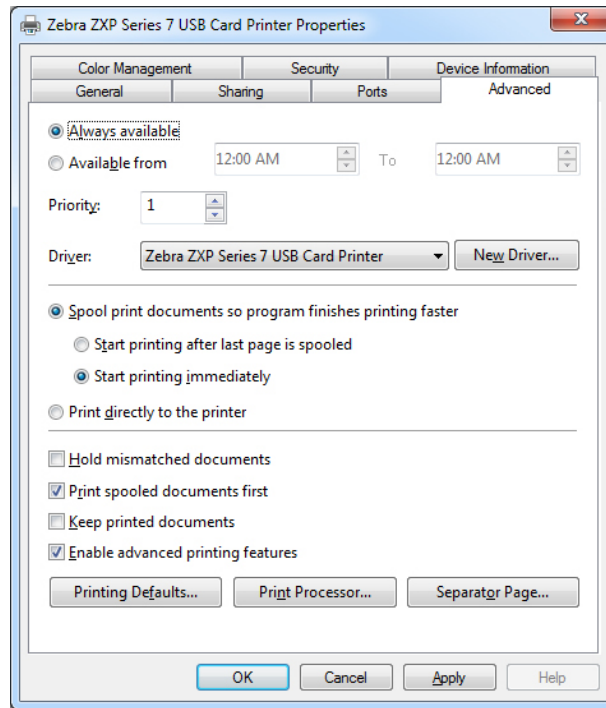 Zebra ZXP Series 7 USB Card Printer Properties
Color Management Security Device Information
General Sharing Ports Advanced
Always available
Available from 12:00 AM To 12:00 AM
Priority: 1
Driver: Zebra ZXP Series 7 USB Card Printer New Driver...
Spool print documents so program finishes printing faster
Start printing after last page is spooled
Start printing immediately
Print directly to the printer
Hold mismatched documents
Print spooled documents first
Keep printed documents
Enable advanced printing features
Printing Defaults... Print Processor... Separator Page...
OK Cancel Apply Help